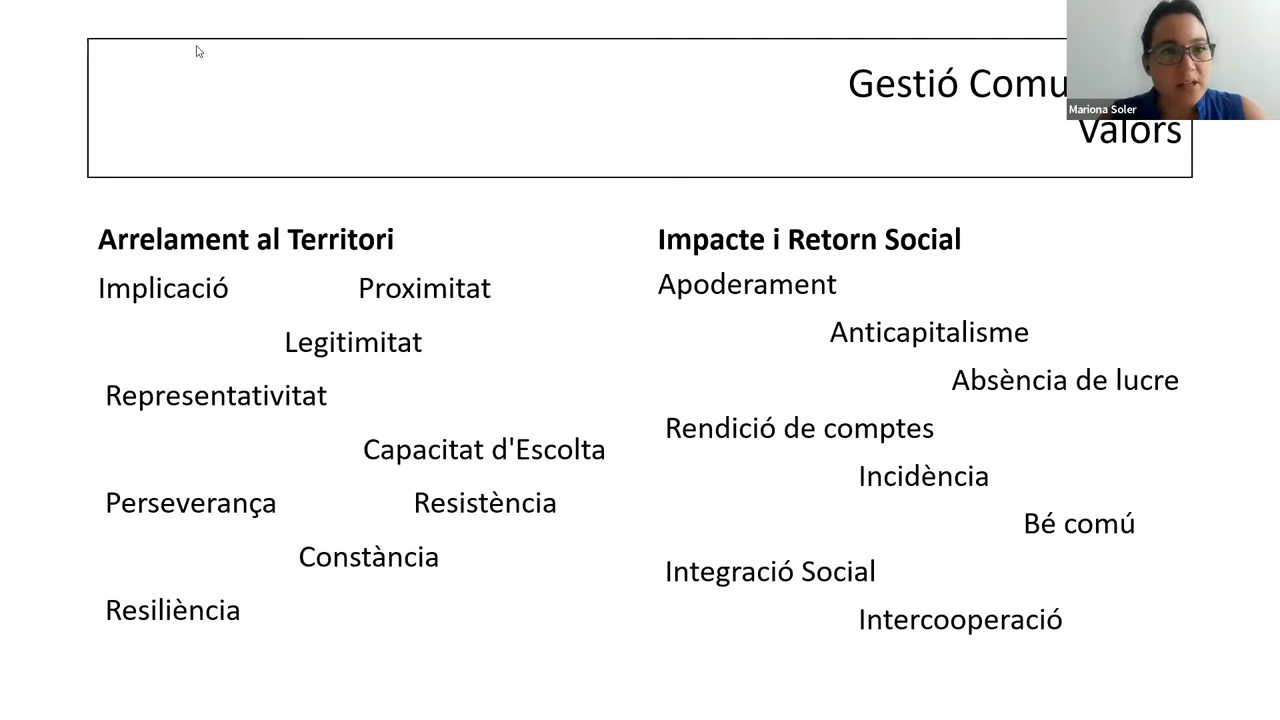 Gestió
Mariona Soler
Valors
Arrelament al Territori
Implicació Proximitat
Legitimitat
Representativitat
Capacitat d'Escolta
Perseverança Resistència
Constància
Resiliència
Impacte i Retorn Social
Apoderament
Anticapitalisme
Absència de lucre
Rendició de comptes
Incidència
Bé comú
Integració Social
Intercooperació